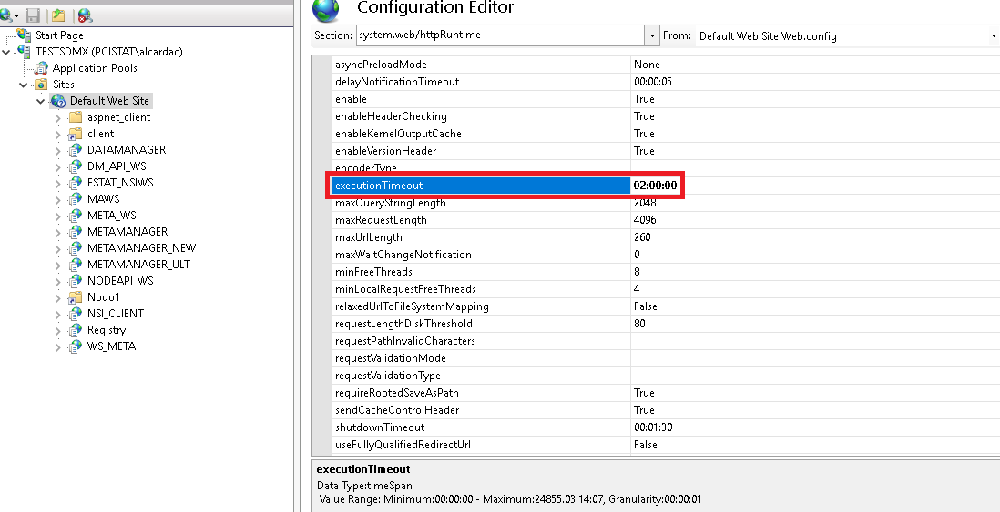 Configuration Editor
Section: system.web/httpRuntime From: Default Web Site Web.config
Start Page
TESTSDMX (PCISTAT\alcardac)
Application Pools
Sites
Default Web Site
aspnet_client
client
DATAMANAGER
DM_API_WS
ESTAT_NSIWS
MAWS
META_WS
METAMANAGER
METAMANAGER_NEW
METAMANAGER_ULT
NODEAPI_WS
Nodo1
NSI_CLIENT
Registry
WS_META
asyncPreloadMode None
delayNotificationTimeout 00:00:05
enable True
enableHeaderChecking True
enableKernelOutputCache True
enableVersionHeader True
encoderType
executionTimeout 02:00:00
maxQueryStringLength 2048
maxRequestLength 4096
maxUrlLength 260
maxWaitChangeNotification 0
minFreeThreads 8
minLocalRequestFreeThreads 4
relaxedUrlToFileSystemMapping False
requestLengthDiskThreshold 80
requestPathInvalidCharacters
requestValidationMode
requestValidationType
requireRootedSaveAsPath True
sendCacheControlHeader True
shutdownTimeout 00:01:30
useFullyQualifiedRedirectUrl False
executionTimeout
Data Type:timeSpan
Value Range: Minimum:00:00:00 - Maximum:24855.03:14:07, Granularity:00:00:01